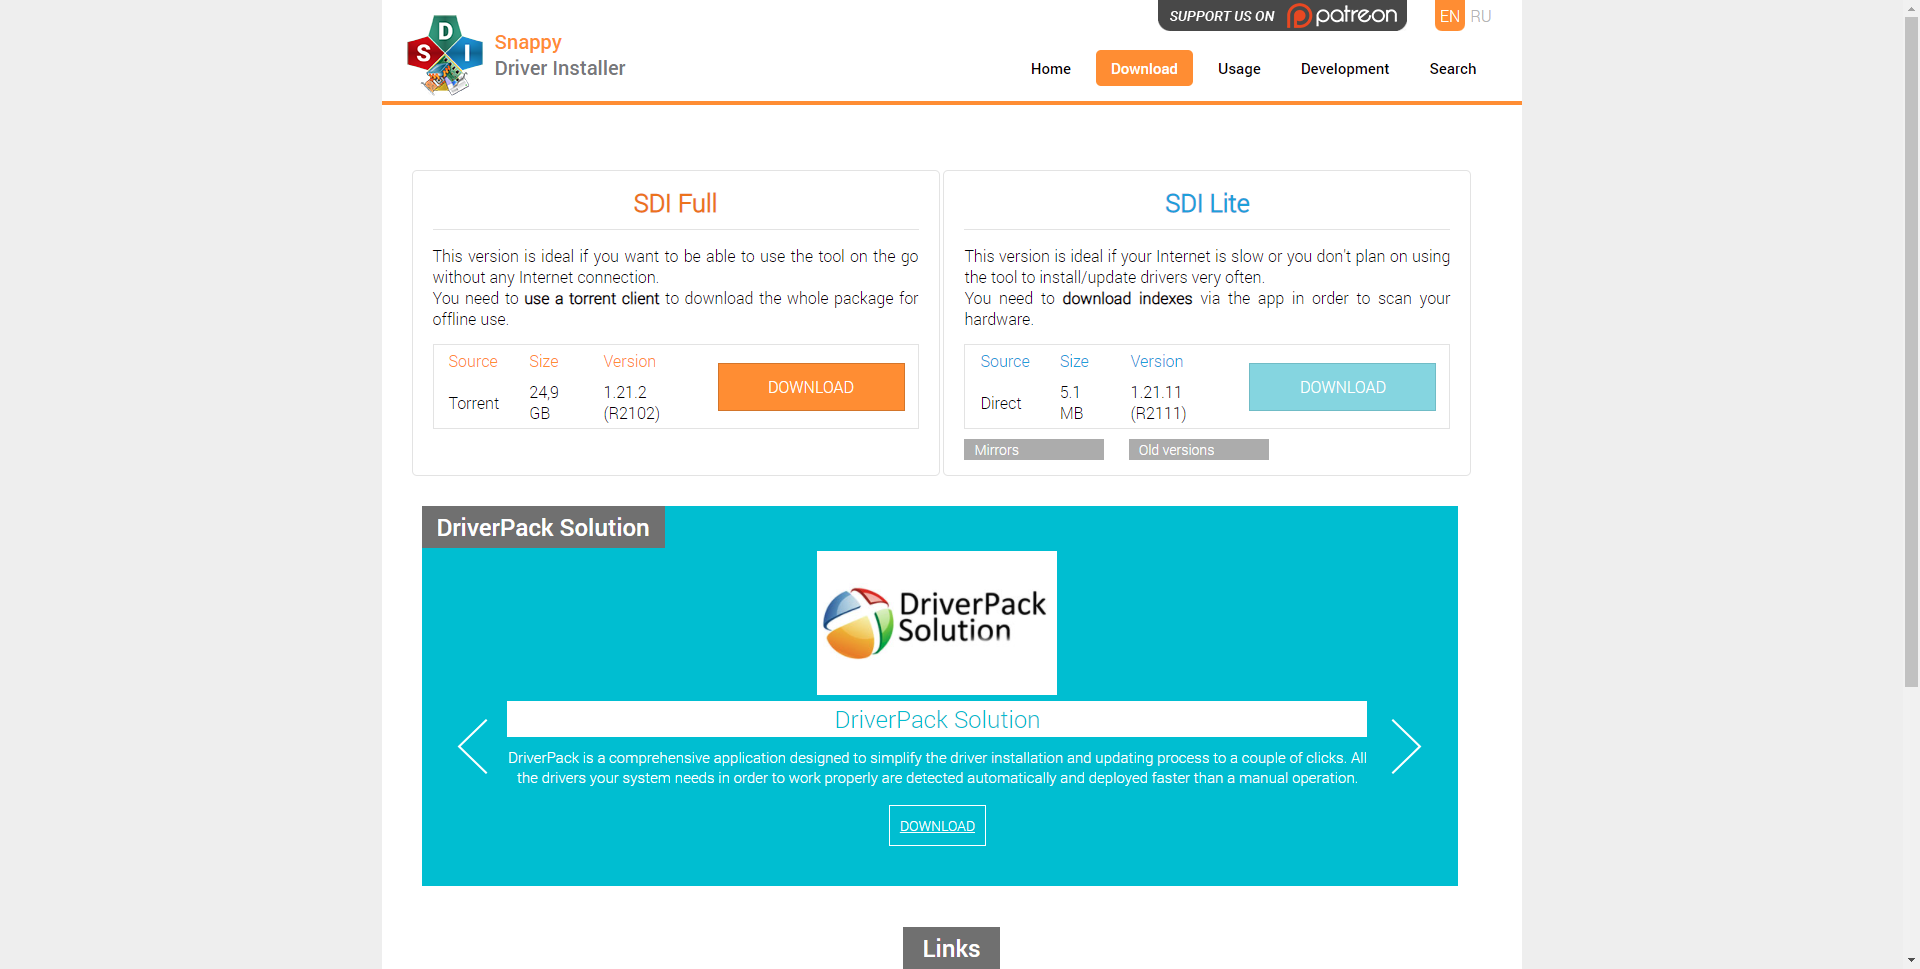 SUPPORT US ON patreon
EN RU
D
S I
Snappy
Driver Installer
Home Download Usage Development Search
SDI Full
This version is ideal if you want to be able to use the tool on the go
without any Internet connection.
You need to use a torrent client to download the whole package for
offline use.
Source Size Version
Torrent 24,9 GB 1.21.2 (R2102)
DOWNLOAD
SDI Lite
This version is ideal if your Internet is slow or you don't plan on using
the tool to install/update drivers very often.
You need to download indexes via the app in order to scan your
hardware.
Source Size Version
Direct 5.1 MB 1.21.11 (R2111)
DOWNLOAD
Mirrors Old versions
DriverPack Solution
DriverPack
Solution
DriverPack Solution
DriverPack is a comprehensive application designed to simplify the driver installation and updating process to a couple of clicks. All
the drivers your system needs in order to work properly are detected automatically and deployed faster than a manual operation.
DOWNLOAD
Links